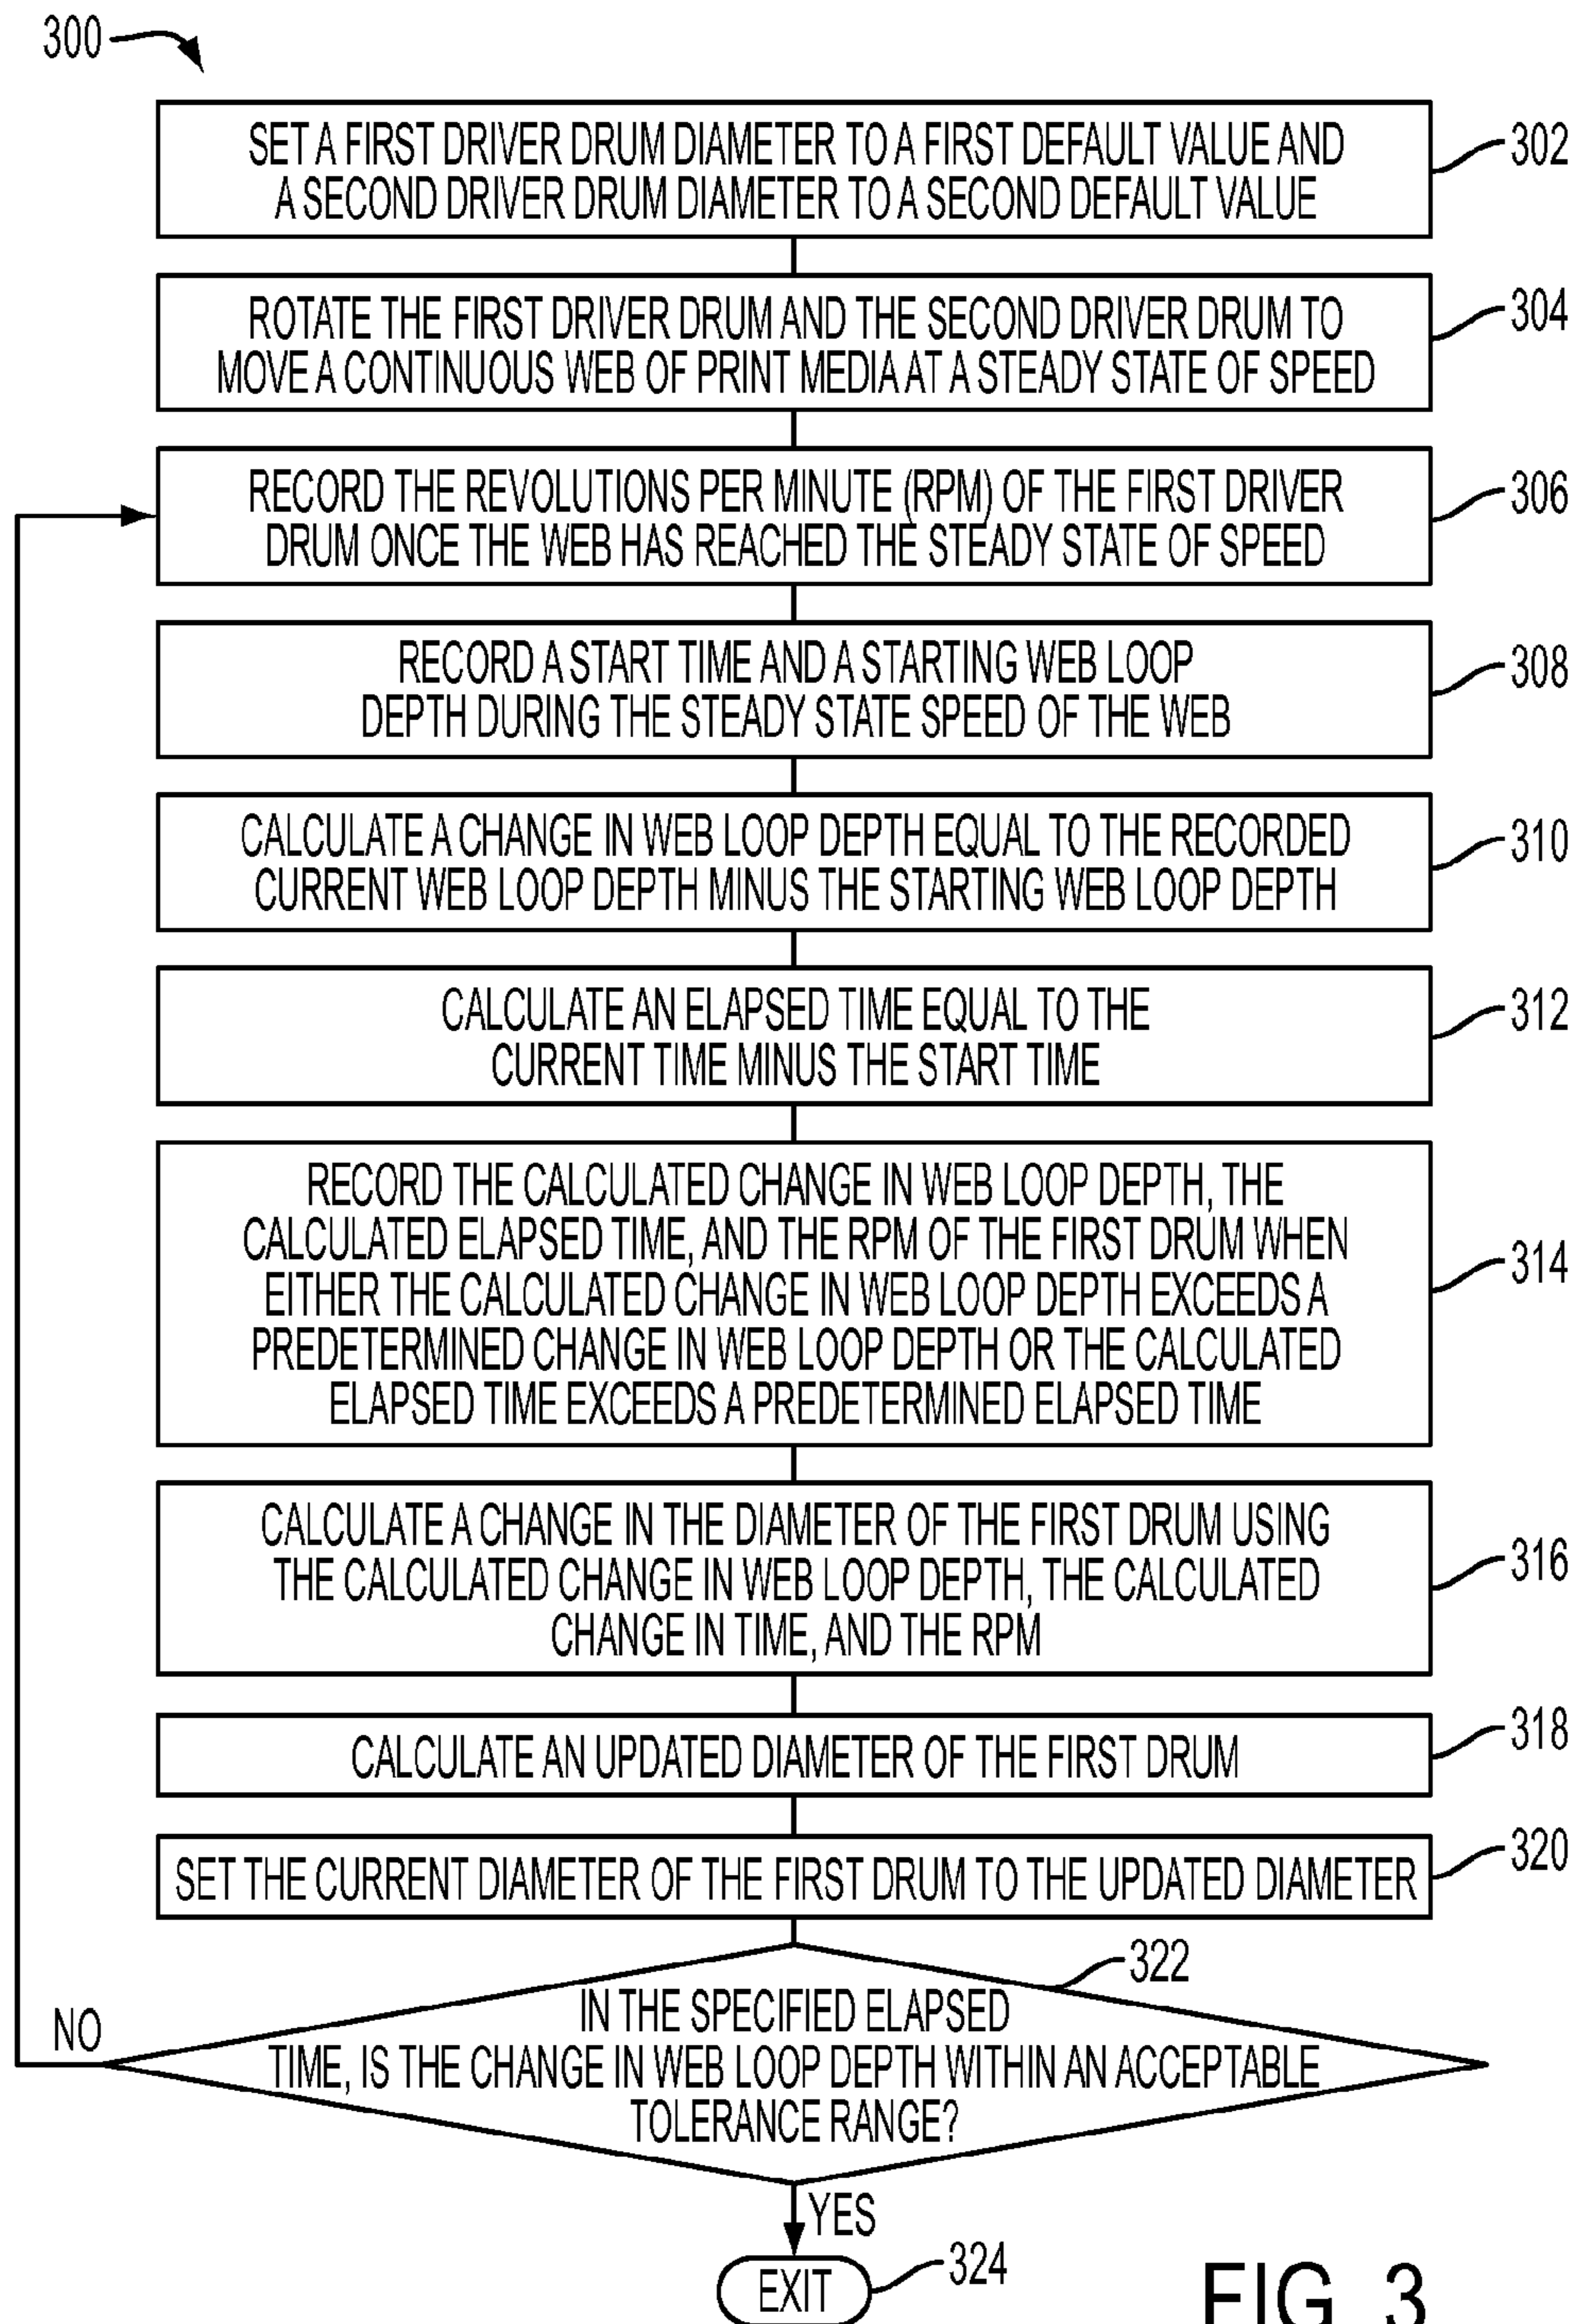 300
SET A FIRST DRIVER DRUM DIAMETER TO A FIRST DEFAULT VALUE AND
A SECOND DRIVER DRUM DIAMETER TO A SECOND DEFAULT VALUE
302
ROTATE THE FIRST DRIVER DRUM AND THE SECOND DRIVER DRUM TO
MOVE A CONTINUOUS WEB OF PRINT MEDIA AT A STEADY STATE OF SPEED
304
RECORD THE REVOLUTIONS PER MINUTE (RPM) OF THE FIRST DRIVER
DRUM ONCE THE WEB HAS REACHED THE STEADY STATE OF SPEED
306
RECORD A START TIME AND A STARTING WEB LOOP
DEPTH DURING THE STEADY STATE SPEED OF THE WEB
308
CALCULATE A CHANGE IN WEB LOOP DEPTH EQUAL TO THE RECORDED
CURRENT WEB LOOP DEPTH MINUS THE STARTING WEB LOOP DEPTH
310
CALCULATE AN ELAPSED TIME EQUAL TO THE
CURRENT TIME MINUS THE START TIME
312
RECORD THE CALCULATED CHANGE IN WEB LOOP DEPTH, THE
CALCULATED ELAPSED TIME, AND THE RPM OF THE FIRST DRUM WHEN
EITHER THE CALCULATED CHANGE IN WEB LOOP DEPTH EXCEEDS A
PREDETERMINED CHANGE IN WEB LOOP DEPTH OR THE CALCULATED
ELAPSED TIME EXCEEDS A PREDETERMINED ELAPSED TIME
314
CALCULATE A CHANGE IN THE DIAMETER OF THE FIRST DRUM USING
THE CALCULATED CHANGE IN WEB LOOP DEPTH, THE CALCULATED
CHANGE IN TIME, AND THE RPM
316
CALCULATE AN UPDATED DIAMETER OF THE FIRST DRUM
318
SET THE CURRENT DIAMETER OF THE FIRST DRUM TO THE UPDATED DIAMETER
320
322
IN THE SPECIFIED ELAPSED
TIME, IS THE CHANGE IN WEB LOOP DEPTH WITHIN AN ACCEPTABLE
TOLERANCE RANGE?
NO
YES
EXIT
324
FIG. 3